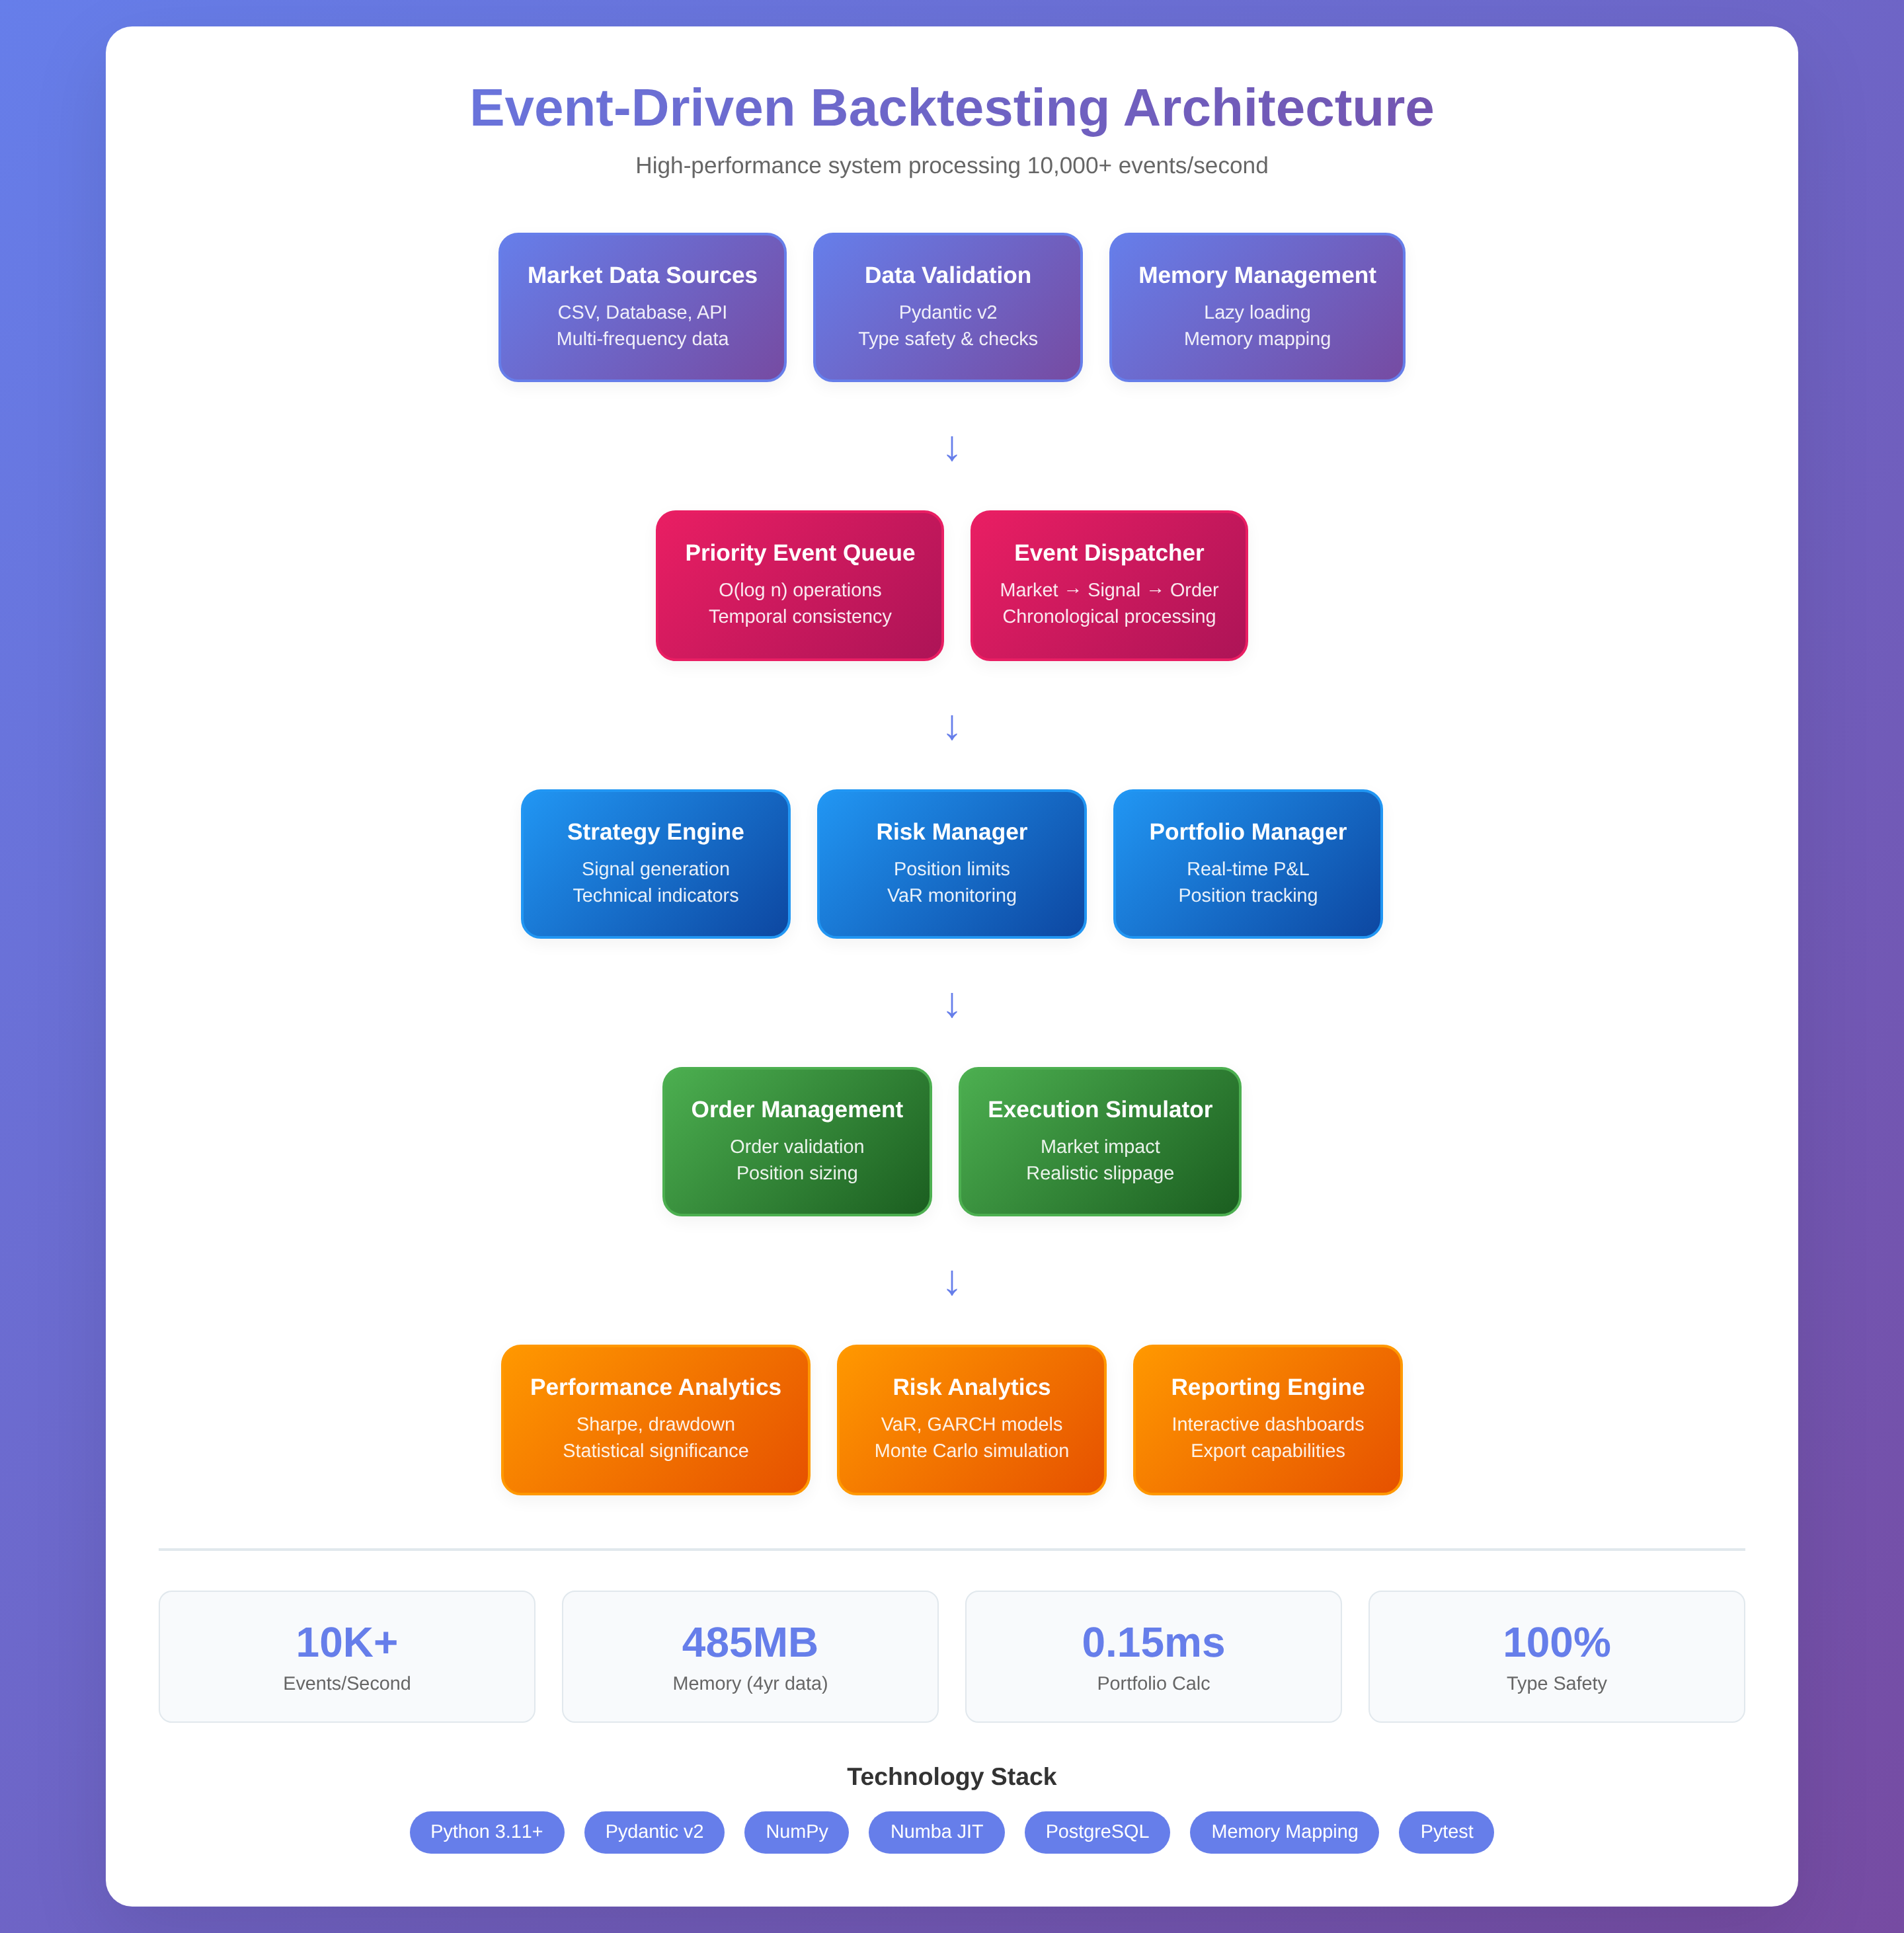 Event-Driven Backtesting Architecture
High-performance system processing 10,000+ events/second
Market Data Sources
CSV, Database, API
Multi-frequency data
Data Validation
Pydantic v2
Type safety & checks
Memory Management
Lazy loading
Memory mapping
↓
Priority Event Queue
O(log n) operations
Temporal consistency
Event Dispatcher
Market → Signal → Order
Chronological processing
↓
Strategy Engine
Signal generation
Technical indicators
Risk Manager
Position limits
VaR monitoring
Portfolio Manager
Real-time P&L
Position tracking
↓
Order Management
Order validation
Position sizing
Execution Simulator
Market impact
Realistic slippage
↓
Performance Analytics
Sharpe, drawdown
Statistical significance
Risk Analytics
VaR, GARCH models
Monte Carlo simulation
Reporting Engine
Interactive dashboards
Export capabilities
10K+
Events/Second
485MB
Memory (4yr data)
0.15ms
Portfolio Calc
100%
Type Safety
Technology Stack
Python 3.11+
Pydantic v2
NumPy
Numba JIT
PostgreSQL
Memory Mapping
Pytest